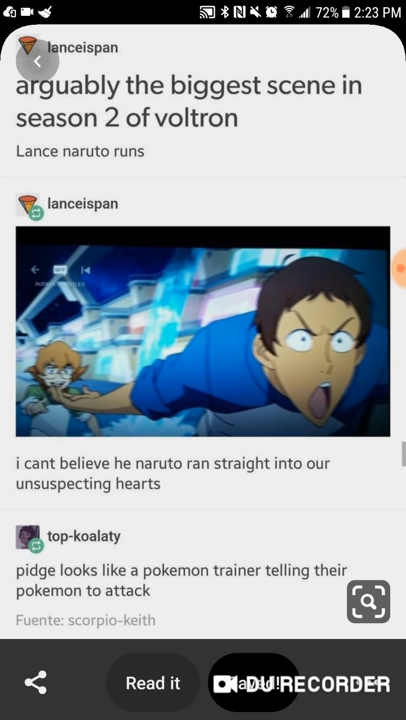 72% 2:23 PM
lanceispan
arguably the biggest scene in
season 2 of voltron
Lance naruto runs
lanceispan
i cant believe he naruto ran straight into our
unsuspecting hearts
top-koalaty
pidge looks like a pokemon trainer telling their
pokemon to attack
Fuente: scorpio-keith
Read it
DU RECORDER